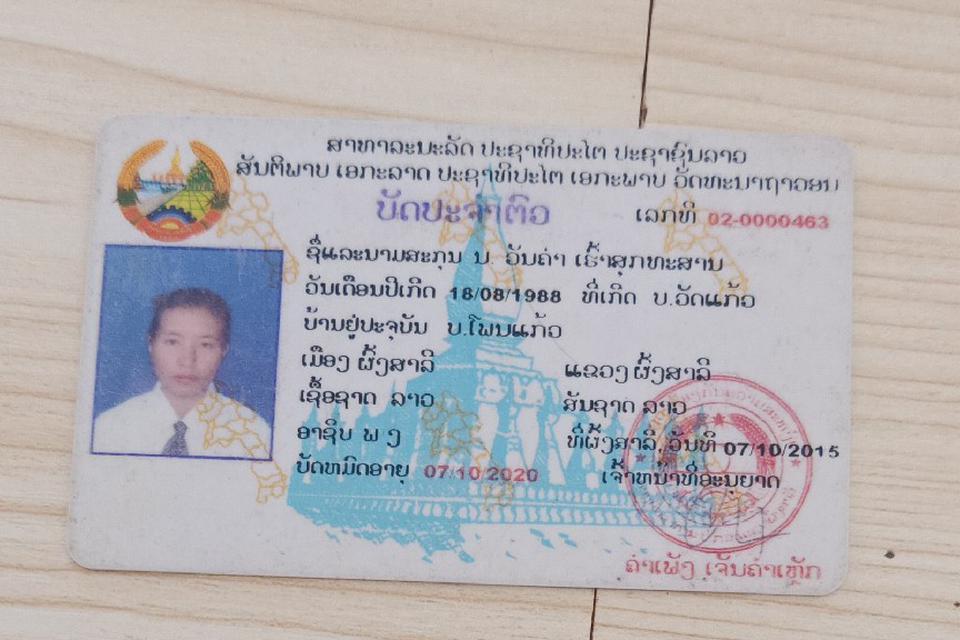 ສາທາລະນະລັດ ປະຊາທິປະໄຕ ປະຊາຊົນລາວ
ສັນຕິພາບ ເອກະລາດ ປະຊາທິປະໄຕ ເອກະພາບ ວັດທະນາຖາວອນ
ບັດປະຈຳຕົວ
ເລກທີ 02-0000463
ຊື່ແລະນາມສະກຸນ ນ. ວັນຄຳ ເຮົ້າສຸກທະສານ
ວັນເດືອນປີເກີດ 18/08/1988 ທີ່ເກີດ ບ.ວັດແກ້ວ
ບ້ານຢູ່ປະຈຸບັນ ບ.ໂພນແກ້ວ
ເມືອງ ຜົ້ງສາລີ ແຂວງ ຜົ້ງສາລີ
ເຊື້ອຊາດ ລາວ ສັນຊາດ ລາວ
ອາຊີບ ພ ງ ທີ່ຜົ້ງສາລີ, ວັນທີ 07/10/2015
ບັດຫມົດອາຍຸ 07/10/2020 ເຈົ້າຫນ້າທີ່ອະນຸຍາດ
ຄຳເພັງ ເຈັນຄຳເຫຼັກ